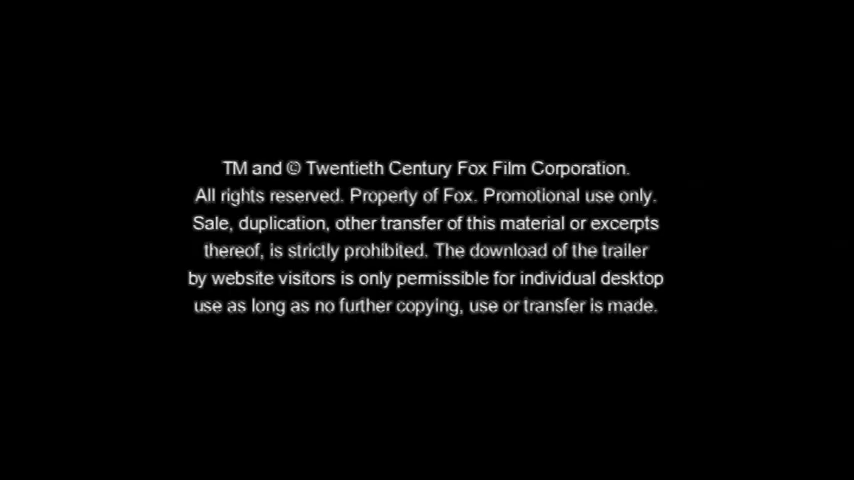 TM and © Twentieth Century Fox Film Corporation.
All rights reserved. Property of Fox. Promotional use only.
Sale, duplication, other transfer of this material or excerpts
thereof, is strictly prohibited. The download of the trailer
by website visitors is only permissible for individual desktop
use as long as no further copying, use or transfer is made.